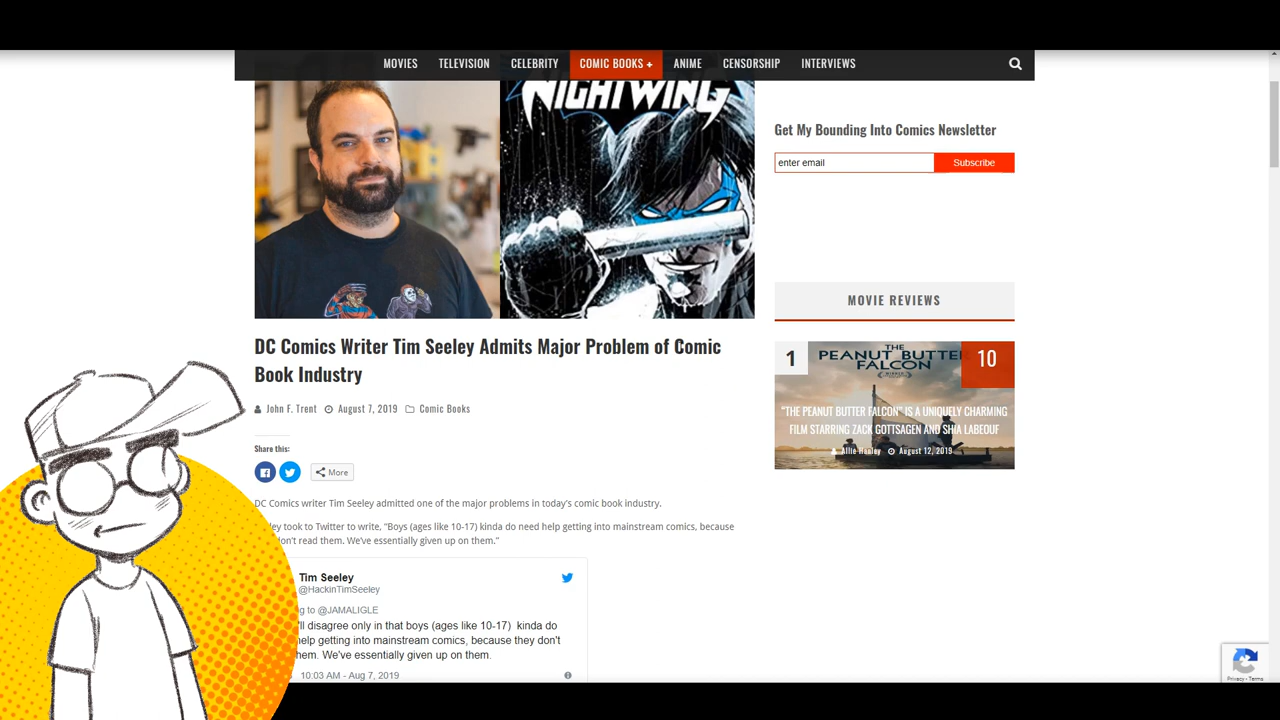 MOVIES TELEVISION CELEBRITY COMIC BOOKS + ANIME CENSORSHIP INTERVIEWS
NIGHTWING
Get My Bounding Into Comics Newsletter
enter email Subscribe
MOVIE REVIEWS
DC Comics Writer Tim Seeley Admits Major Problem of Comic
Book Industry
John F. Trent August 7, 2019 Comic Books
Share this:
More
1
THE
PEANUT BUTTER
FALCON
10
“THE PEANUT BUTTER FALCON” IS A UNIQUELY CHARMING
FILM STARRING ZACK GOTTSAGEN AND SHIA LABEOUF
Allie Hanley August 12, 2019
DC Comics writer Tim Seeley admitted one of the major problems in today’s comic book industry.
ley took to Twitter to write, “Boys (ages like 10-17) kinda do need help getting into mainstream comics, because
don’t read them. We’ve essentially given up on them.”
Tim Seeley
@HackinTimSeeley
g to @JAMALIGLE
'll disagree only in that boys (ages like 10-17) kinda do
help getting into mainstream comics, because they don't
hem. We've essentially given up on them.
10:03 AM - Aug 7, 2019
Privacy - Terms